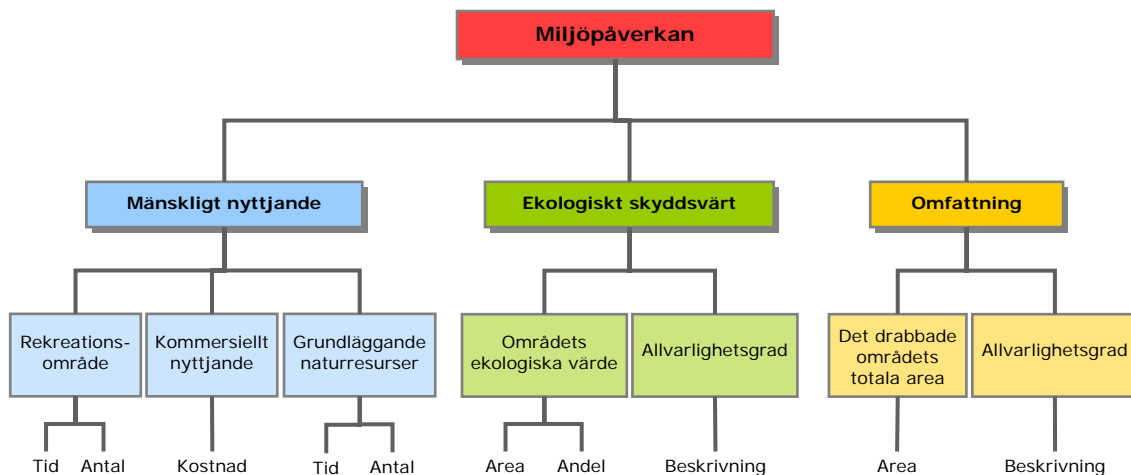 Miljöpåverkan
Mänskligt nyttjande
Ekologiskt skyddsvärt
Omfattning
Rekreations-
område
Kommersiellt
nyttjande
Grundläggande
naturresurser
Områdets
ekologiska värde
Allvarlighetsgrad
Det drabbade
områdets
totala area
Allvarlighetsgrad
Tid
Antal
Kostnad
Tid
Antal
Area
Andel
Beskrivning
Area
Beskrivning